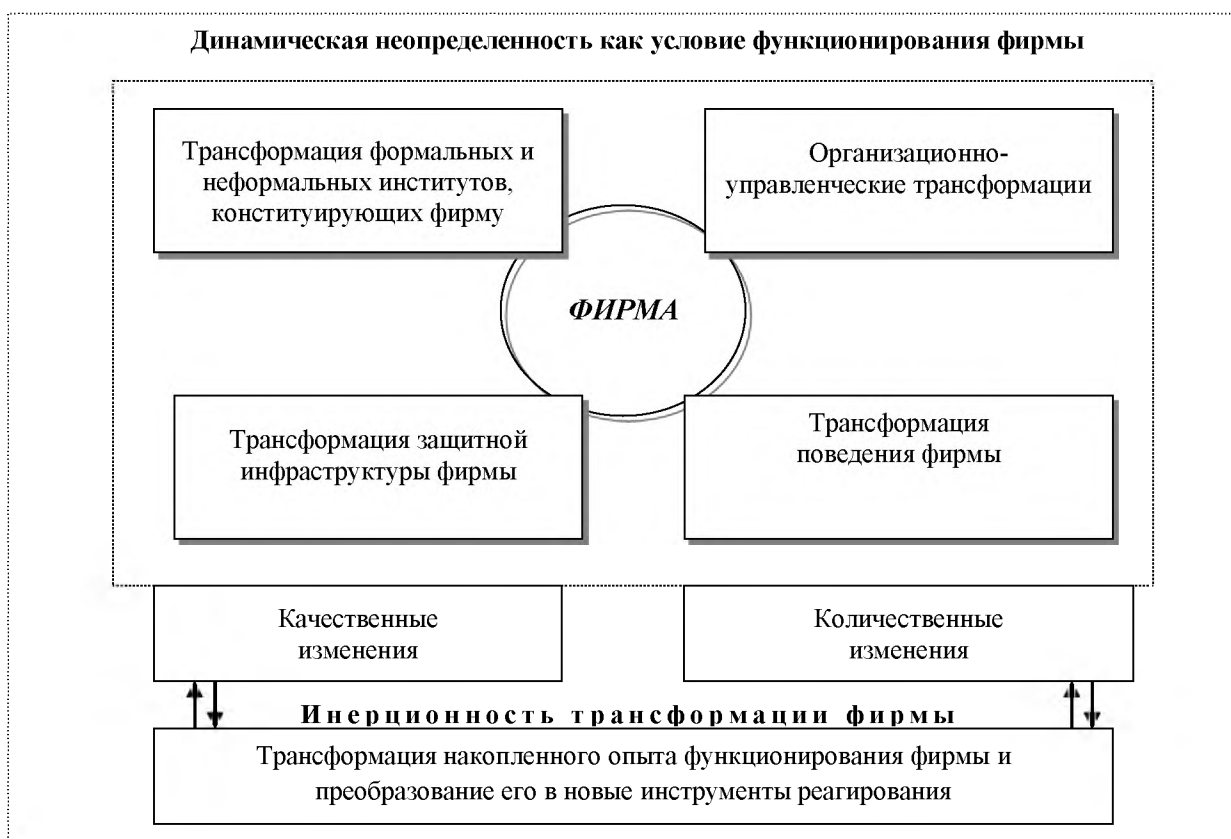 Динамическая неопределенность как условие функционирования фирмы
Трансформация формальных и
неформальных институтов,
конституирующих фирму
Организационно-
управленческие трансформации
ФИРМА
Трансформация защитной
инфраструктуры фирмы
Трансформация
поведения фирмы
Качественные
изменения
Количественные
изменения
Инерционность трансформации фирмы
Трансформация накопленного опыта функционирования фирмы и
преобразование его в новые инструменты реагирования